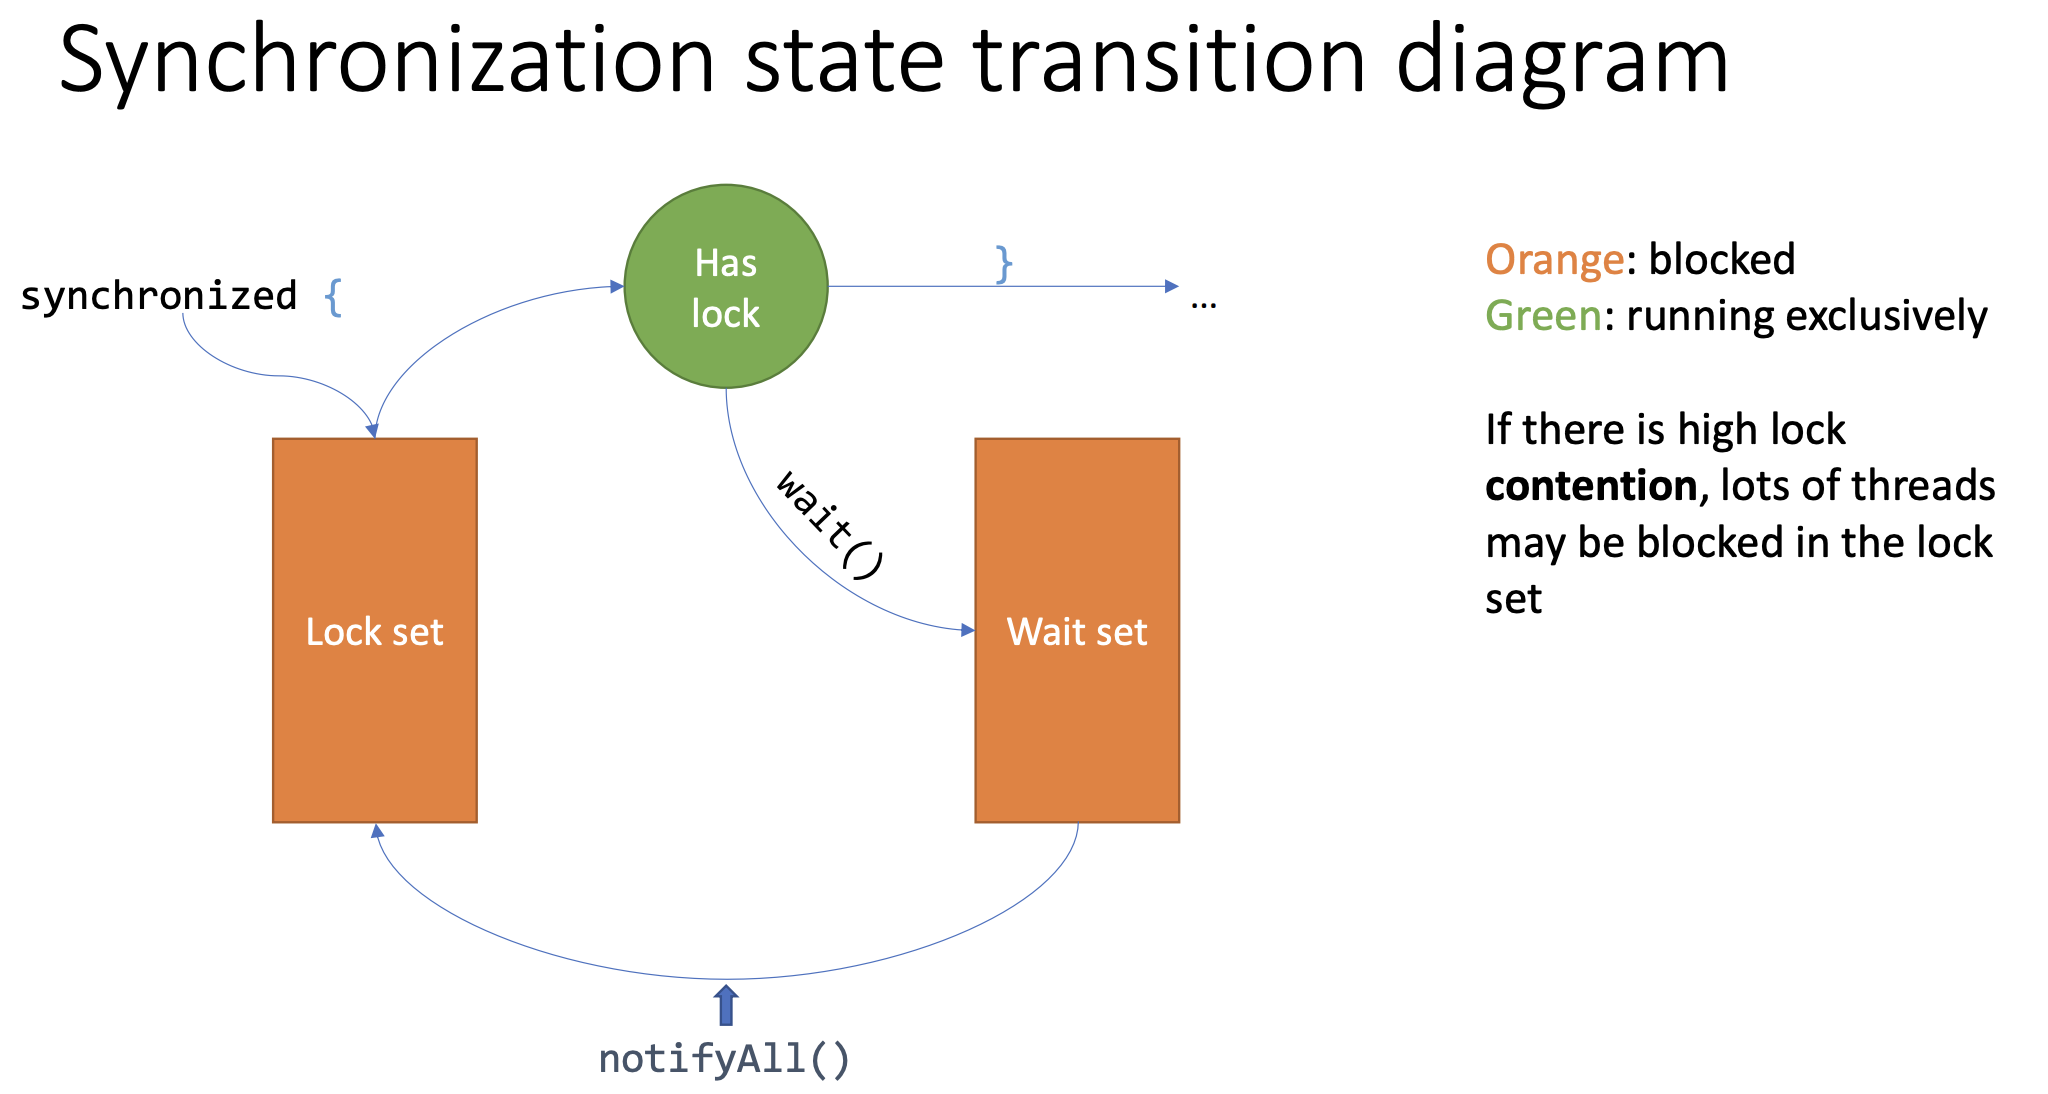 Synchronization state transition diagram
synchronized {
Has
lock
}
...
wait()
Lock set
Wait set
notifyAll()
Orange: blocked
Green: running exclusively
If there is high lock
contention, lots of threads
may be blocked in the lock
set